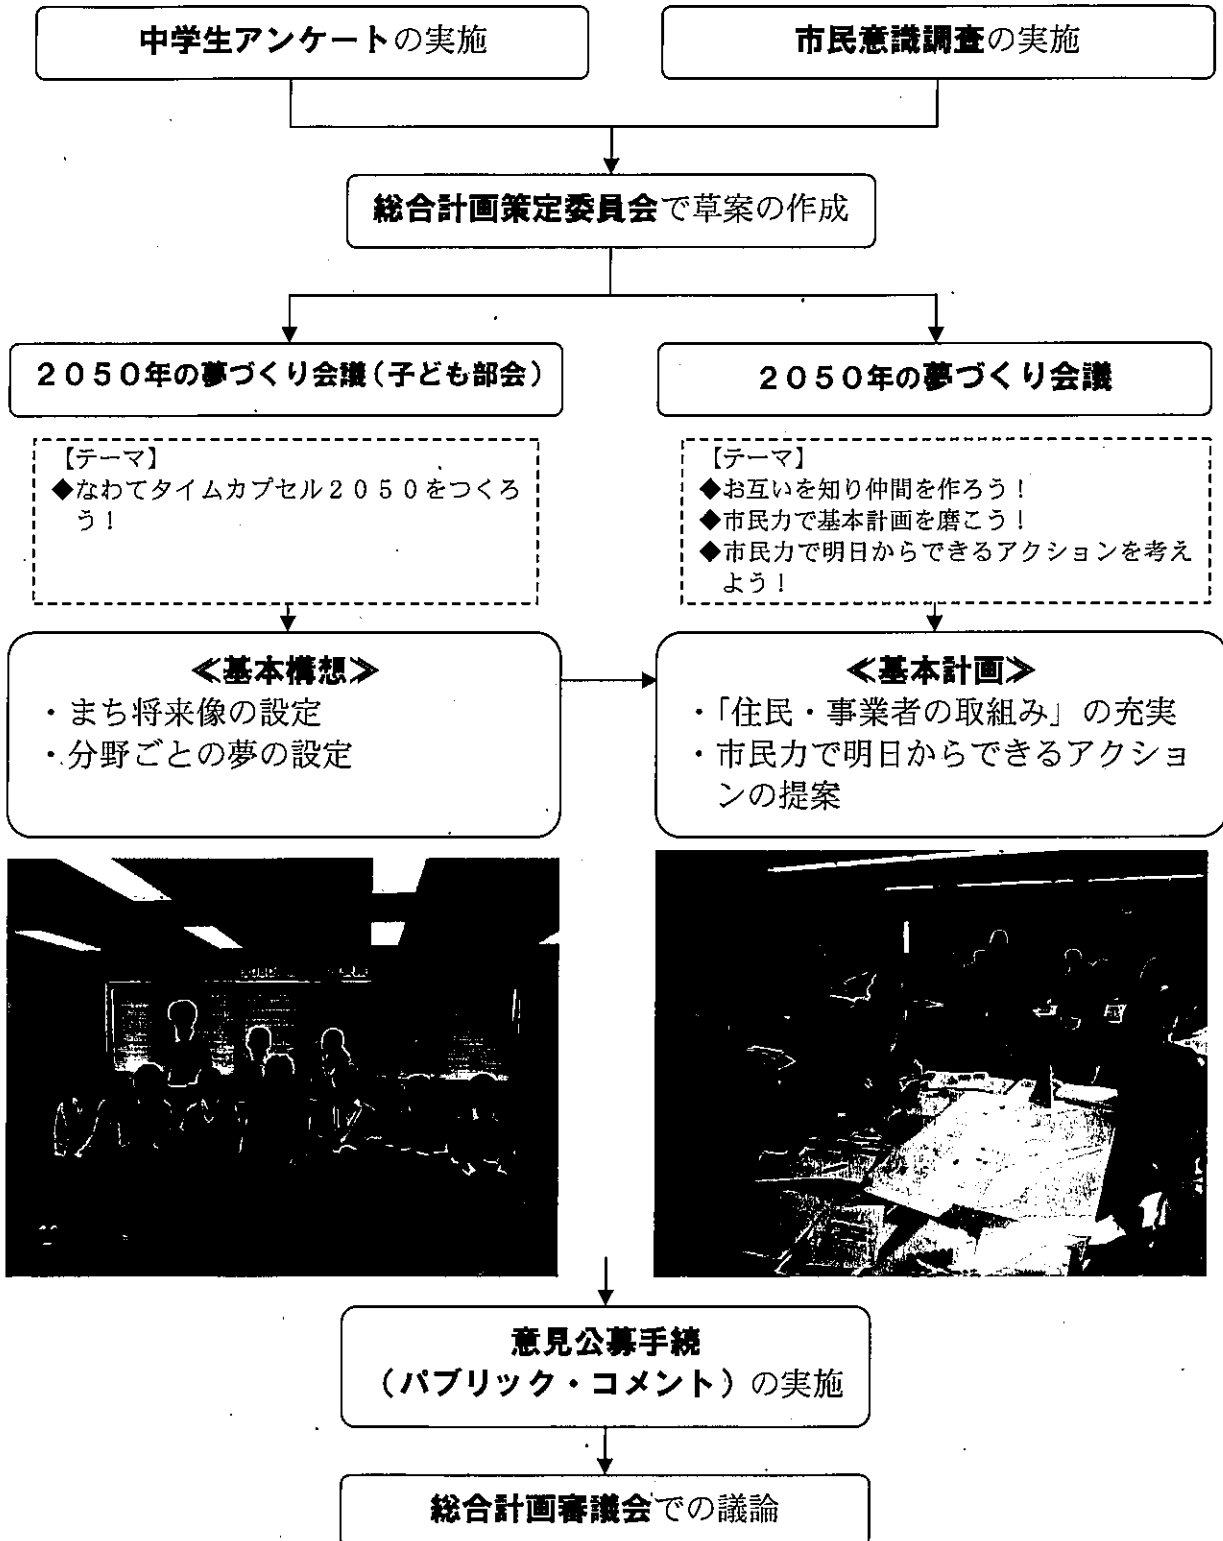 中学生アンケートの実施
市民意識調査の実施
総合計画策定委員会で草案の作成
2050年の夢づくり会議(子ども部会)
2050年の夢づくり会議
【テーマ】
◆なわてタイムカプセル2050をつくろ
う!
【テーマ】
◆お互いを知り仲間を作ろう!
◆市民力で基本計画を磨こう!
◆市民力で明日からできるアクションを考え
よう!
≪基本構想≫
・まち将来像の設定
・分野ごとの夢の設定
≪基本計画≫
・「住民・事業者の取組み」の充実
・市民力で明日からできるアクショ
ンの提案
意見公募手続
(パブリック・コメント)の実施
総合計画審議会での議論